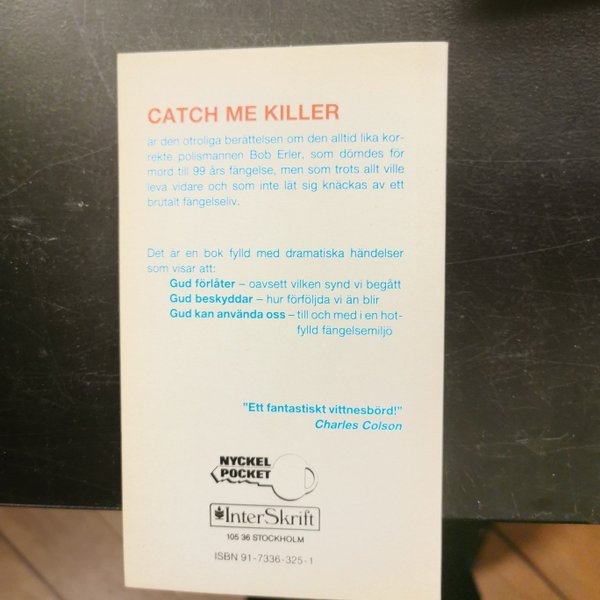 CATCH ME KILLER
är den otroliga berättelsen om den alltid lika kor-
rekte polismannen Bob Erler, som dömdes för
mord till 99 års fängelse, men som trots allt ville
leva vidare och som inte lät sig knäckas av ett
brutalt fängelseliv.
Det är en bok fylld med dramatiska händelser
som visar att:
Gud förlåter – oavsett vilken synd vi begått
Gud beskyddar – hur förföljda vi än blir
Gud kan använda oss – till och med i en hot-
fylld fängelsemiljö
"Ett fantastiskt vittnesbörd!"
Charles Colson
NYCKEL
POCKET
InterSkrift
105 36 STOCKHOLM
ISBN 91-7336-325-1